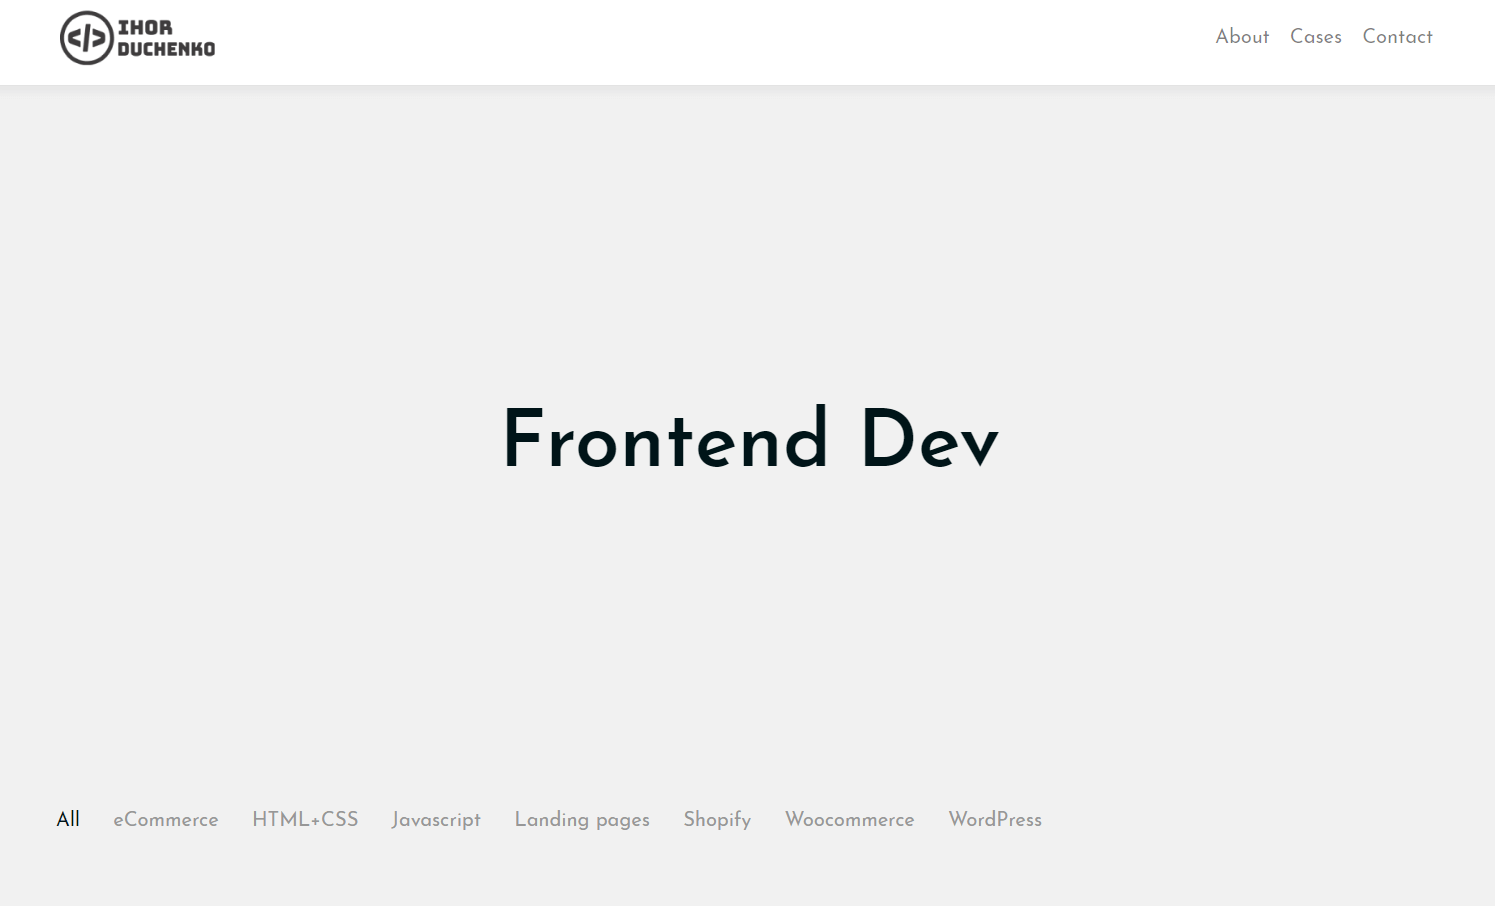 </> IHOR
DUCHENKO
About Cases Contact
Frontend Dev
All eCommerce HTML+CSS Javascript Landing pages Shopify Woocommerce WordPress